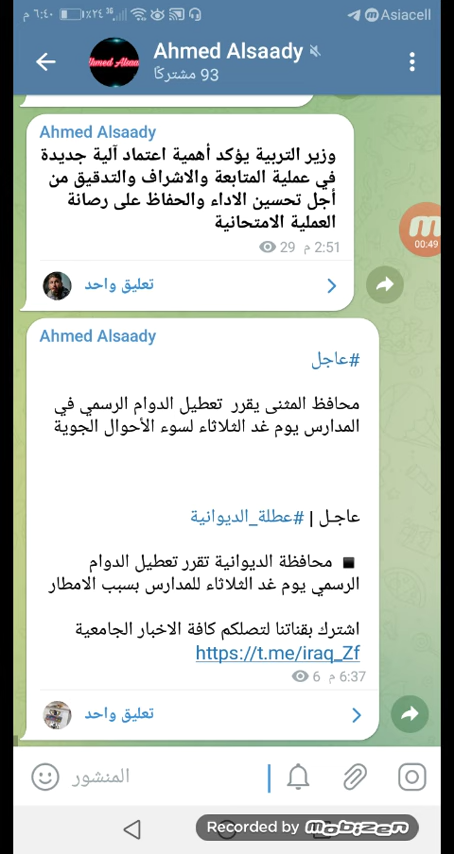 م ٦:٤٠ ٪٢٤ 3G Asiacell
Ahmed Alsaady
93 مشتركًا
Ahmed Alsaady
وزير التربية يؤكد أهمية اعتماد آلية جديدة
في عملية المتابعة والاشراف والتدقيق من
أجل تحسين الاداء والحفاظ على رصانة
العملية الامتحانية
29 2:51 م
تعليق واحد
00:49
Ahmed Alsaady
#عاجل
محافظ المثنى يقرر تعطيل الدوام الرسمي في
المدارس يوم غد الثلاثاء لسوء الأحوال الجوية
عاجل | #عطلة_الديوانية
▪️ محافظة الديوانية تقرر تعطيل الدوام
الرسمي يوم غد الثلاثاء للمدارس بسبب الامطار
اشترك بقناتنا لتصلكم كافة الاخبار الجامعية
https://t.me/iraq_Zf
6 6:37 م
تعليق واحد
المنشور
Recorded by mobizen